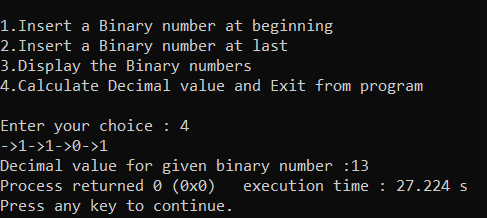 1.Insert a Binary number at beginning
2.Insert a Binary number at last
3.Display the Binary numbers
4.Calculate Decimal value and Exit from program
Enter your choice : 4
->1->1->0->1
Decimal value for given binary number :13
Process returned 0 (0x0)   execution time : 27.224 s
Press any key to continue.